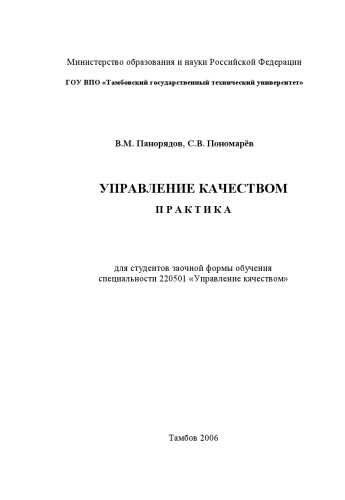 Министерство образования и науки Российской Федерации
ГОУ ВПО «Тамбовский государственный технический университет»
В.М. Панорядов, С.В. Пономарёв
УПРАВЛЕНИЕ КАЧЕСТВОМ
ПРАКТИКА
для студентов заочной формы обучения
специальности 220501 «Управление качеством»
Тамбов 2006